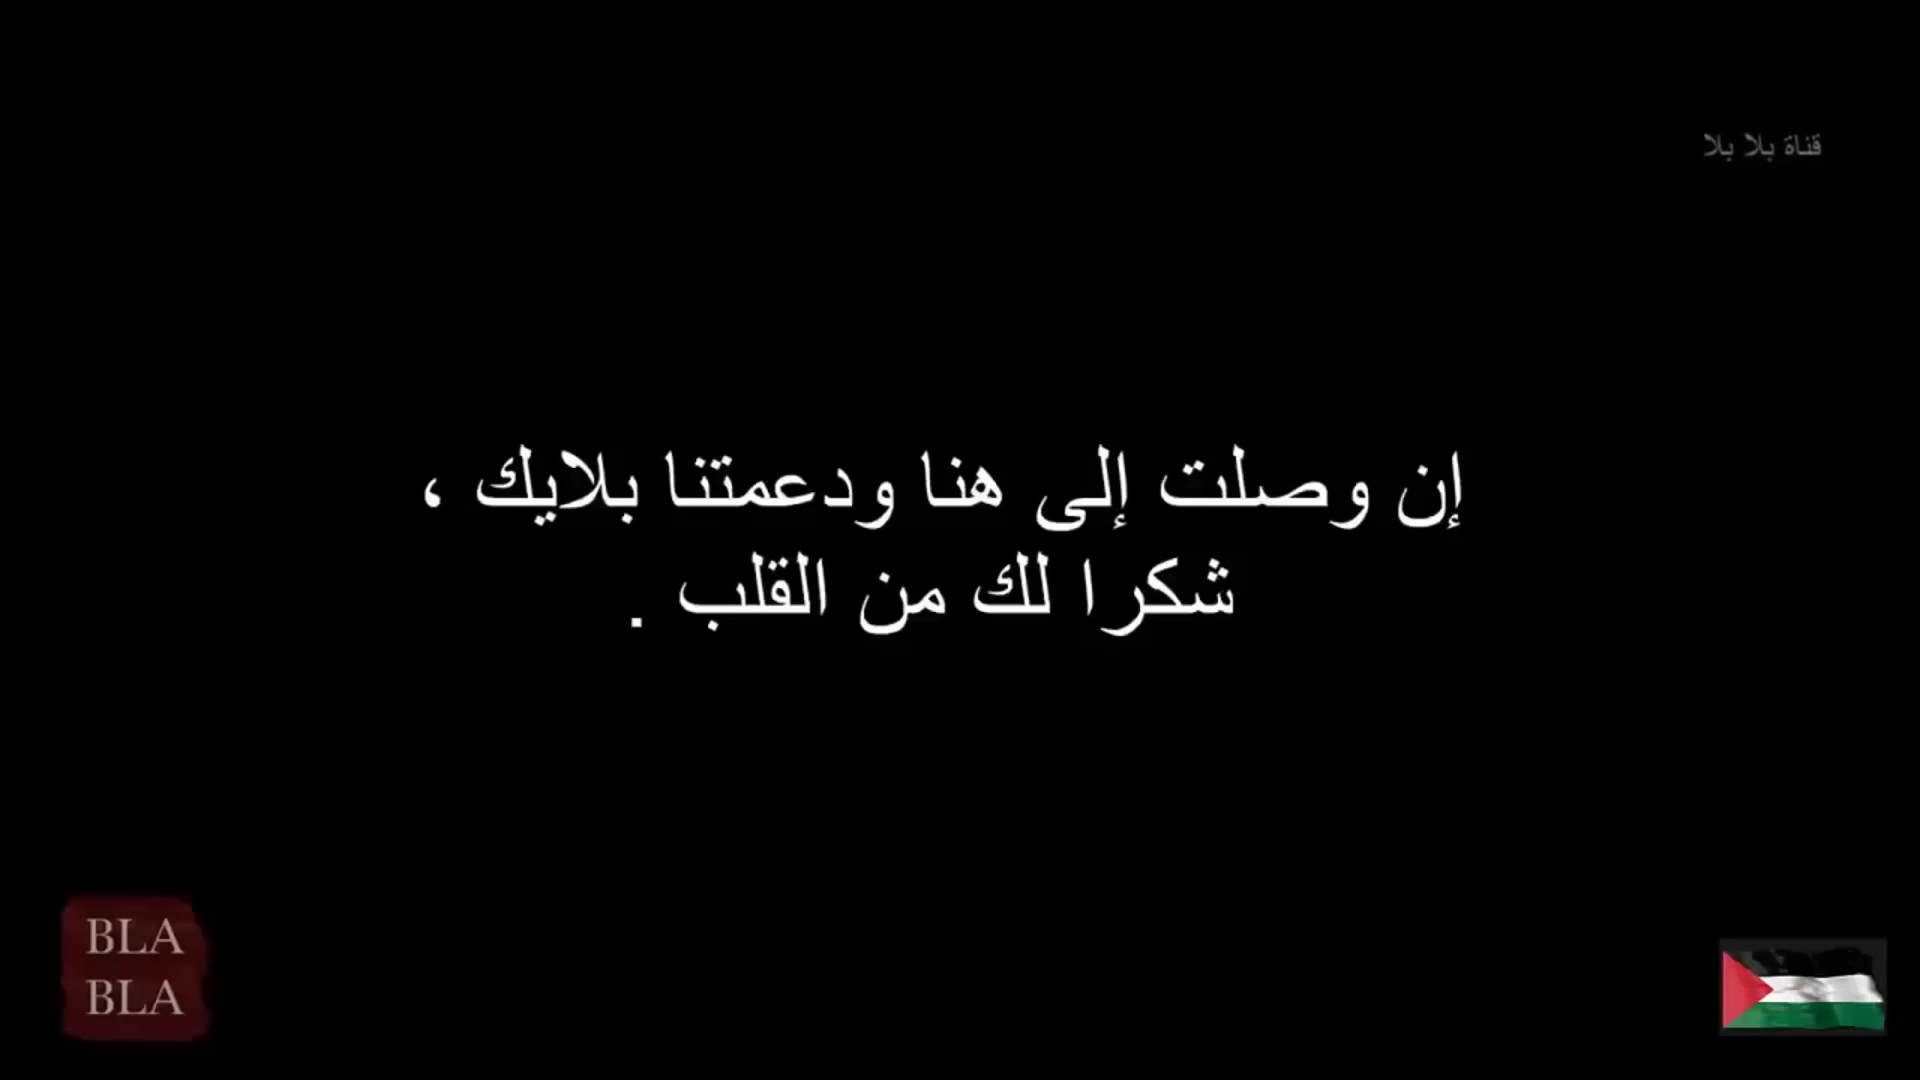 قناة بلا بلا
إن وصلت إلى هنا ودعمتنا بلايك ،
شكرا لك من القلب .
BLA
BLA